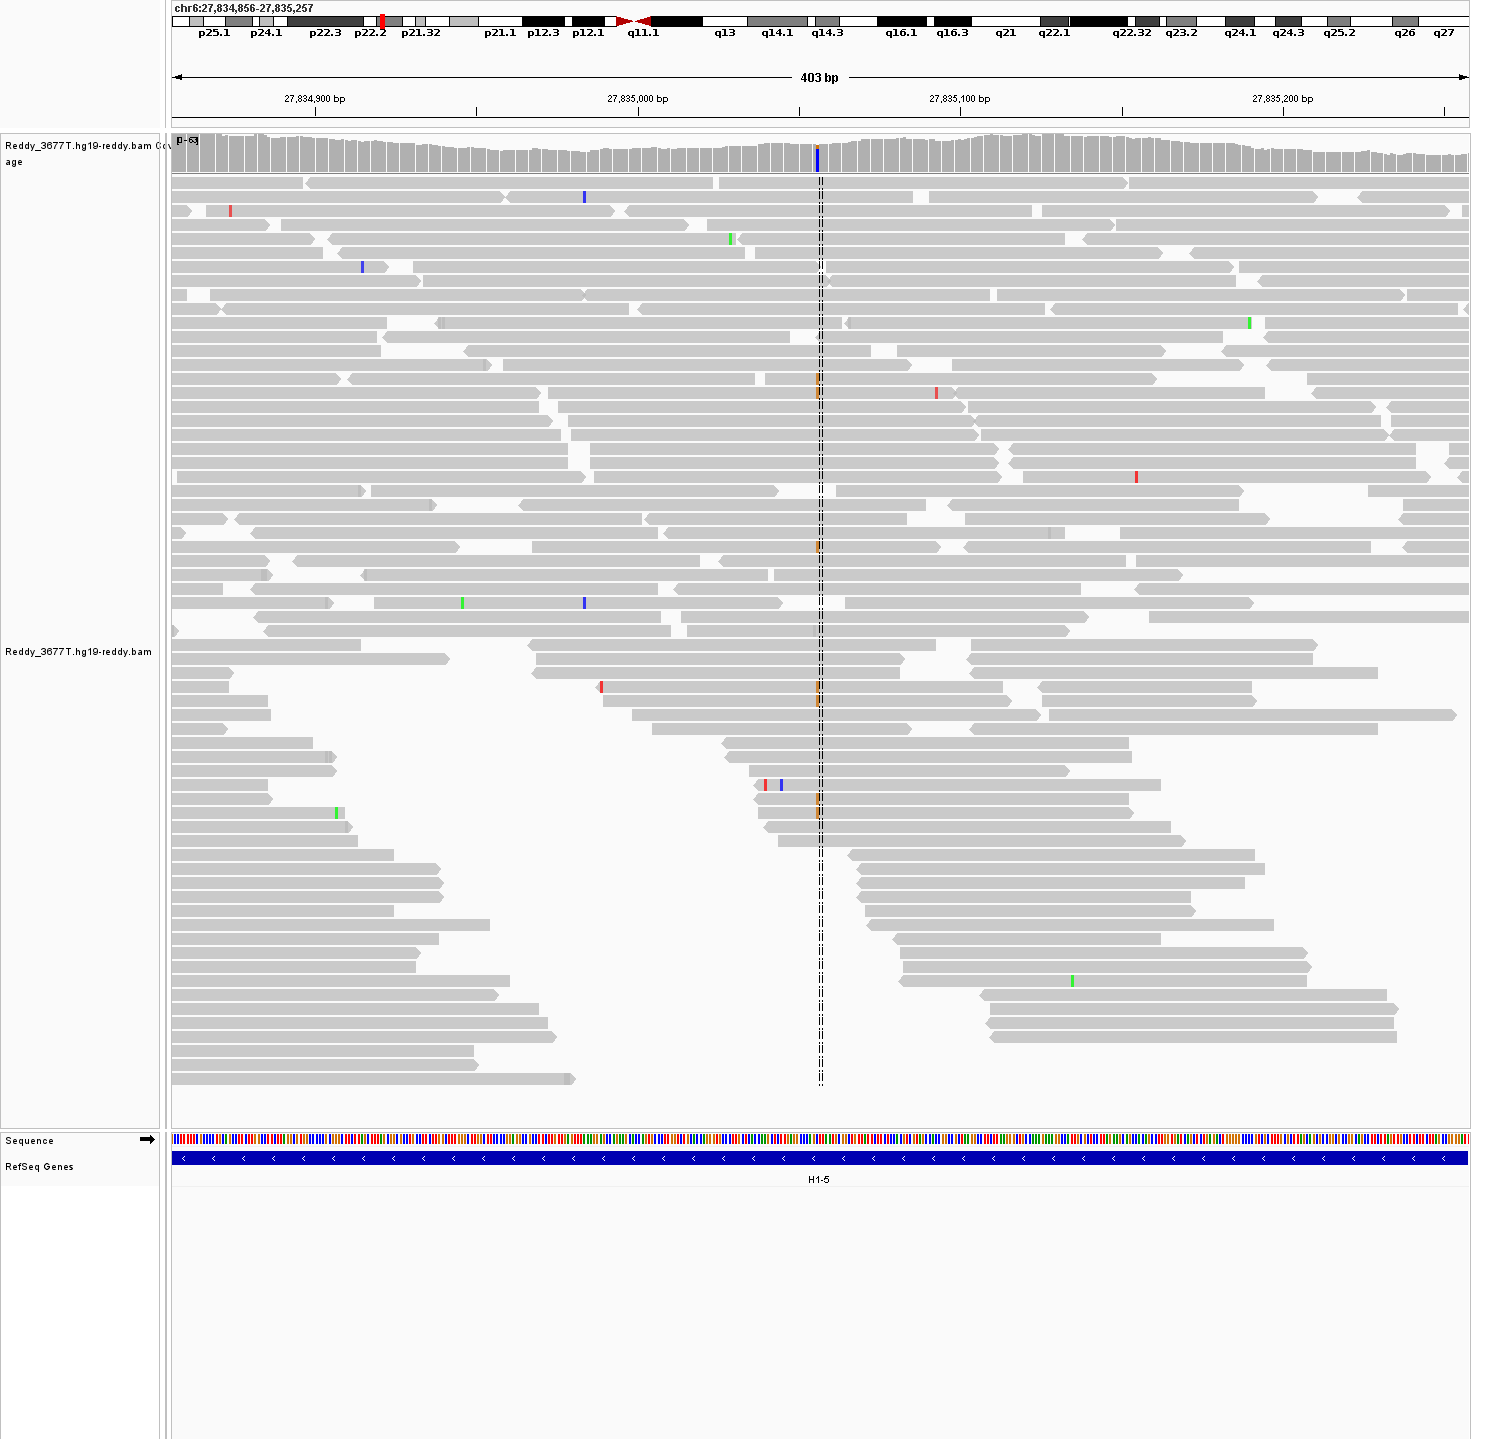 chr6:27,834,856-27,835,257
p25.1 p24.1 p22.3 p22.2 p21.32 p21.1 p12.3 p12.1 q11.1 q13 q14.1 q14.3 q16.1 q16.3 q21 q22.1 q22.32 q23.2 q24.1 q24.3 q25.2 q26 q27
403 bp
27,834,900 bp 27,835,000 bp 27,835,100 bp 27,835,200 bp
Reddy_3677T.hg19-reddy.bam
age
Reddy_3677T.hg19-reddy.bam
Sequence
RefSeq Genes
H1-5